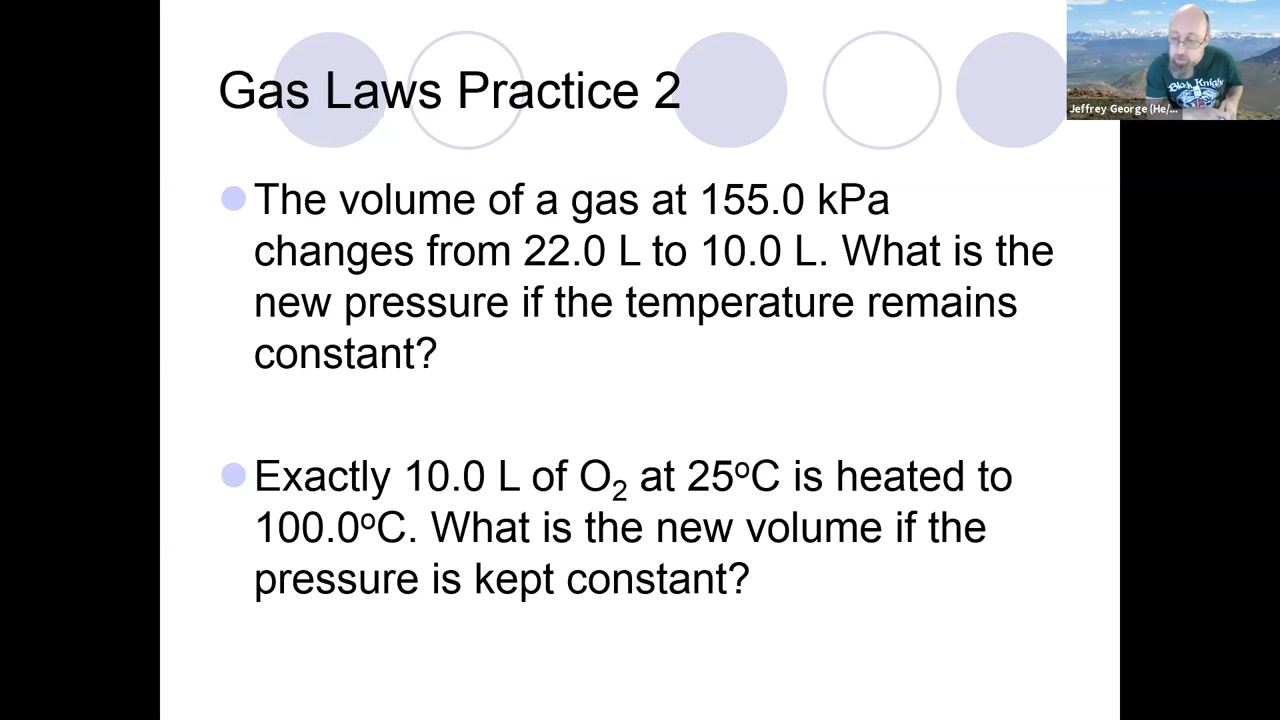 Gas Laws Practice 2
Jeffrey George (He/...
Black Knight
The volume of a gas at 155.0 kPa
changes from 22.0 L to 10.0 L. What is the
new pressure if the temperature remains
constant?
Exactly 10.0 L of O₂ at 25ᵒC is heated to
100.0ᵒC. What is the new volume if the
pressure is kept constant?